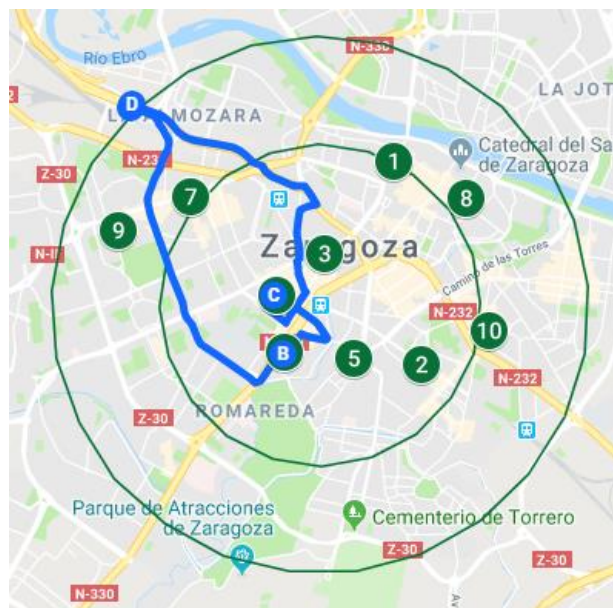 N-330
Río Ebro
LA JOT
D
LA ALMOZARA
Catedral del Sa
de Zaragoza
N-23
1
Z-30
7
8
9
N-II
Zaragoza
3
Camino de las Torres
C
N-232
10
B
5
2
N-232
ROMAREDA
Z-30
Parque de Atracciones
de Zaragoza
Cementerio de Torrero
Z-30
N-330
Av